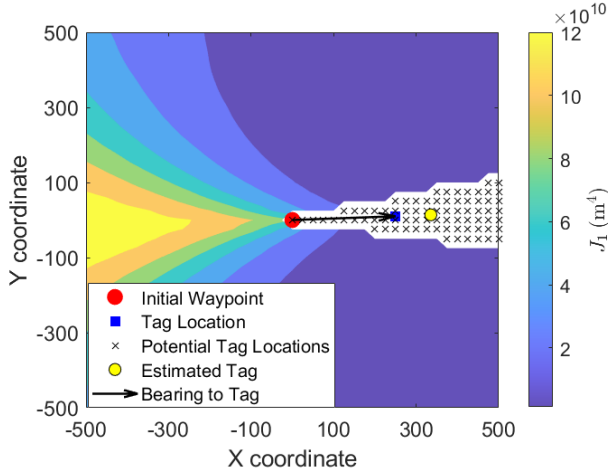 ×10^10
500
300
100
-100
-300
-500
Y coordinate
-500
-300
-100
100
300
500
X coordinate
Initial Waypoint
Tag Location
Potential Tag Locations
Estimated Tag
Bearing to Tag
12
10
8
6
4
2
J₁ (m⁴)